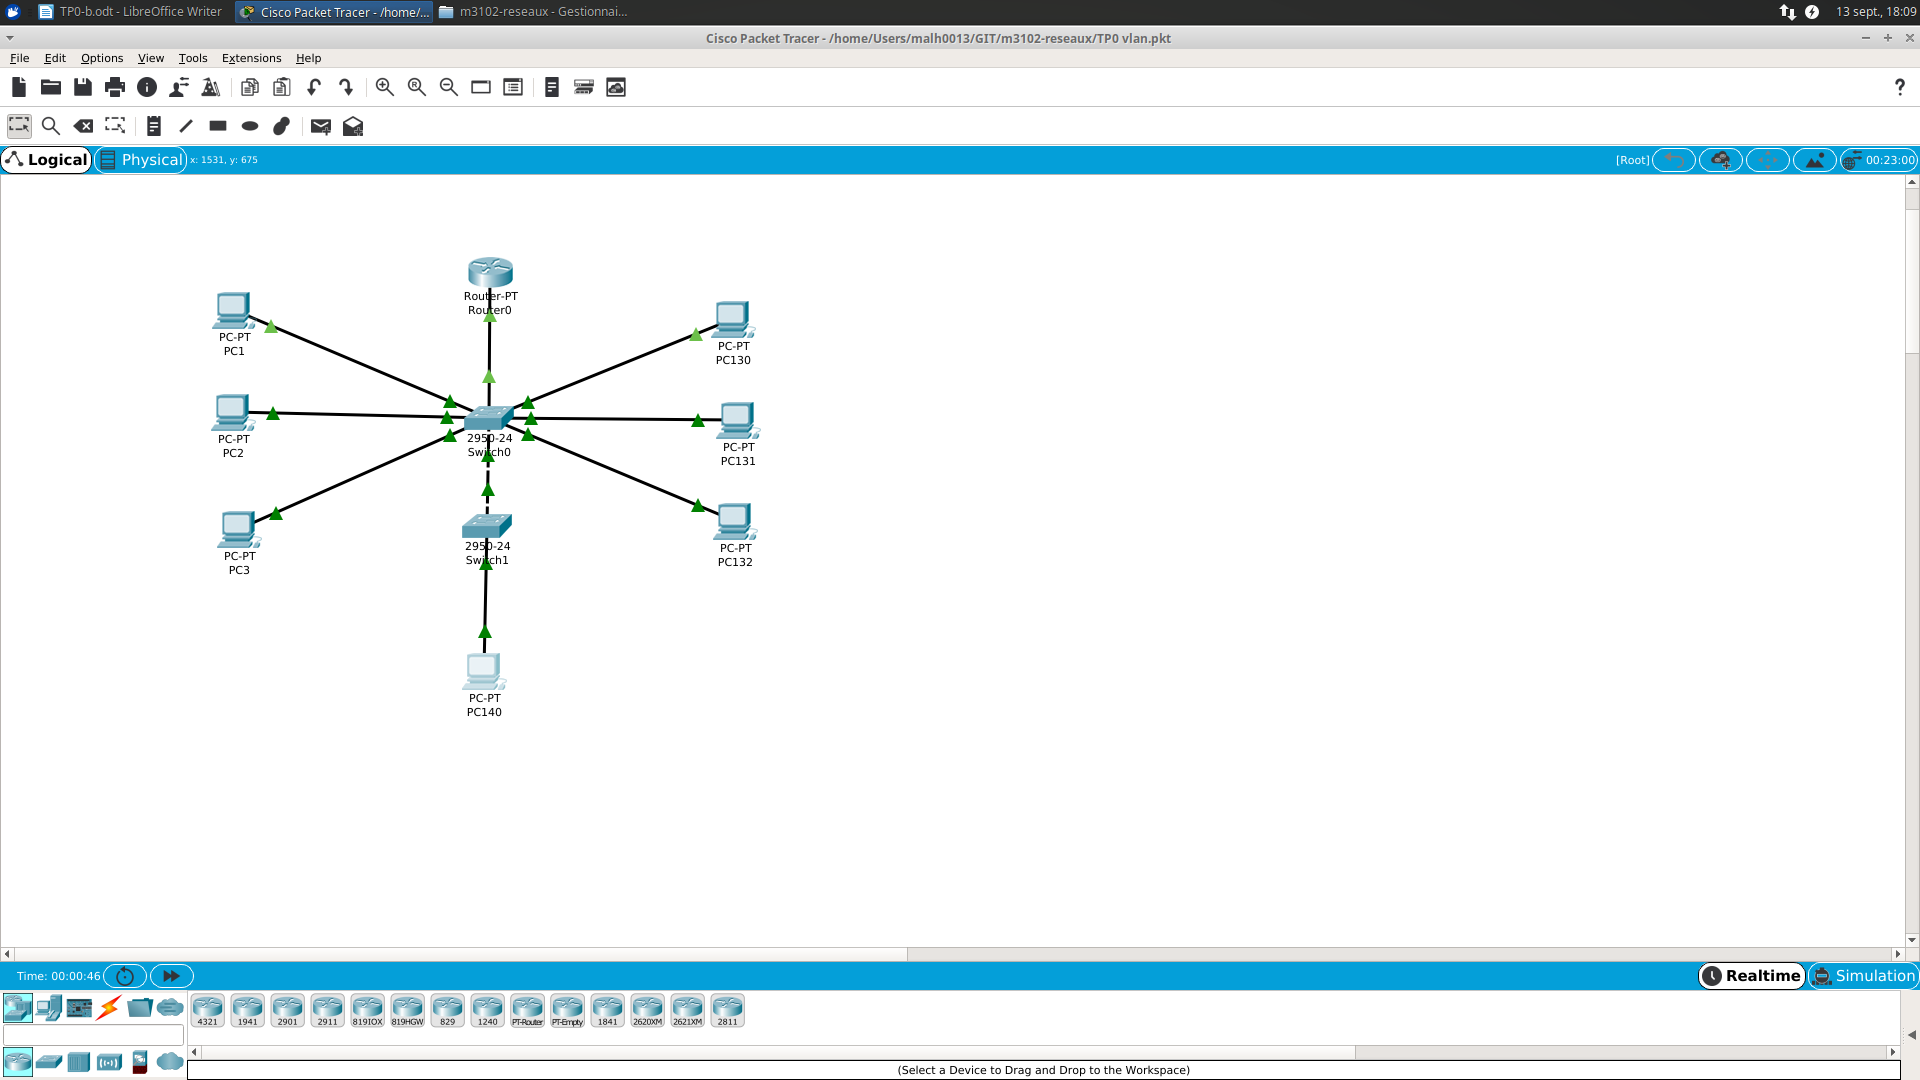 TP0-b.odt - LibreOffice Writer
Cisco Packet Tracer - /home/...
m3102-reseaux - Gestionnai...
13 sept., 18:09
Cisco Packet Tracer - /home/Users/malh0013/GIT/m3102-reseaux/TP0 vlan.pkt
File Edit Options View Tools Extensions Help
?
Logical
Physical
x: 1531, y: 675
[Root]
00:23:00
Router-PT
Router0
PC-PT
PC1
PC-PT
PC130
PC-PT
PC2
2950-24
Switch0
PC-PT
PC131
PC-PT
PC3
2950-24
Switch1
PC-PT
PC132
PC-PT
PC140
Time: 00:00:46
Realtime
Simulation
4321 1941 2901 2911 819IOX 819HGW 829 1240 PT-Router PT-Empty 1841 2620XM 2621XM 2811
(Select a Device to Drag and Drop to the Workspace)